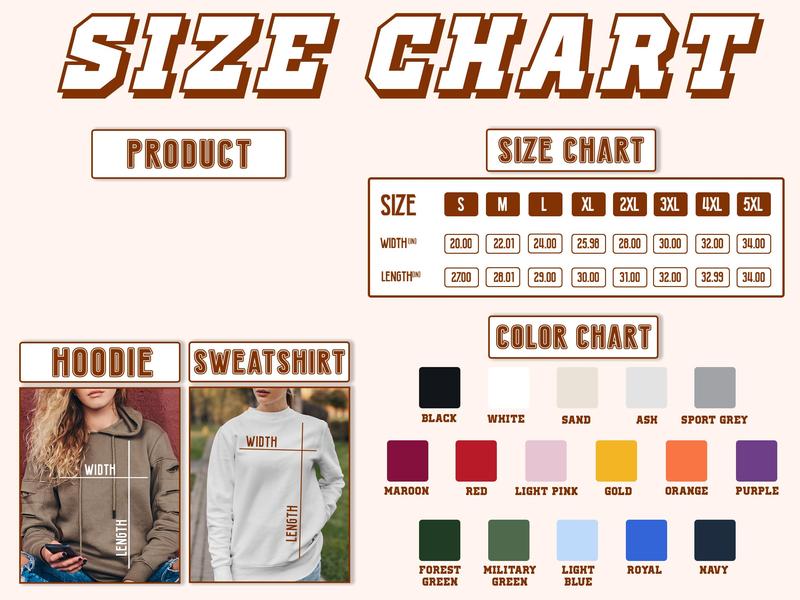 SIZE CHART
PRODUCT
SIZE CHART
SIZE S M L XL 2XL 3XL 4XL 5XL
WIDTH(IN) 20.00 22.01 24.00 25.98 28.00 30.00 32.00 34.00
LENGTH(IN) 27.00 28.01 29.00 30.00 31.00 32.00 32.99 34.00
HOODIE
SWEATSHIRT
WIDTH
LENGTH
WIDTH
LENGTH
COLOR CHART
BLACK WHITE SAND ASH SPORT GREY
MAROON RED LIGHT PINK GOLD ORANGE PURPLE
FOREST GREEN
MILITARY GREEN
LIGHT BLUE
ROYAL
NAVY